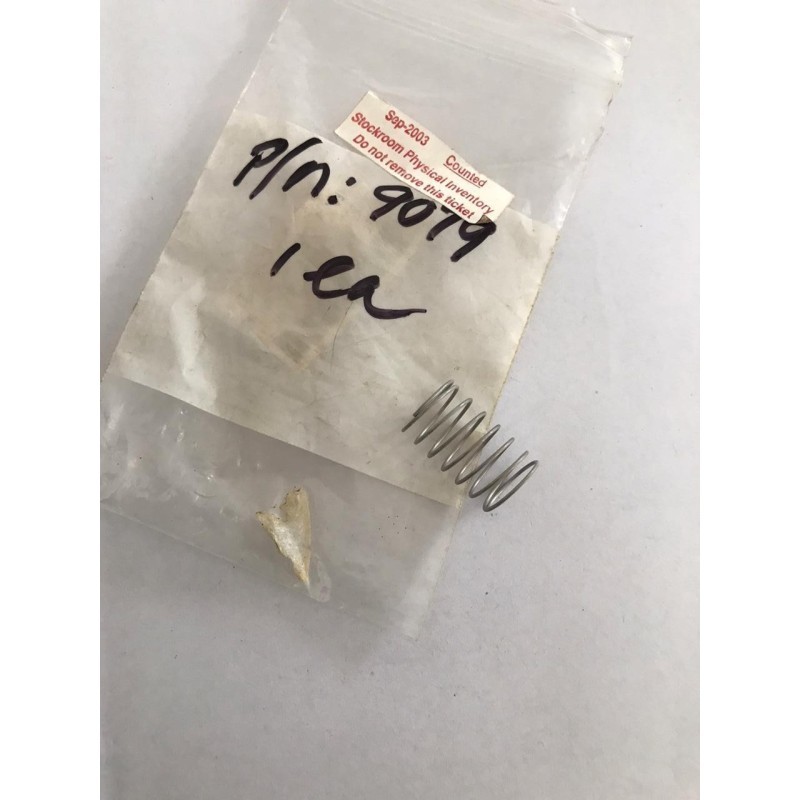 Sep-2003 Counted
Stockroom Physical Inventory
Do not remove this ticket
P/n: 9079
1 ea